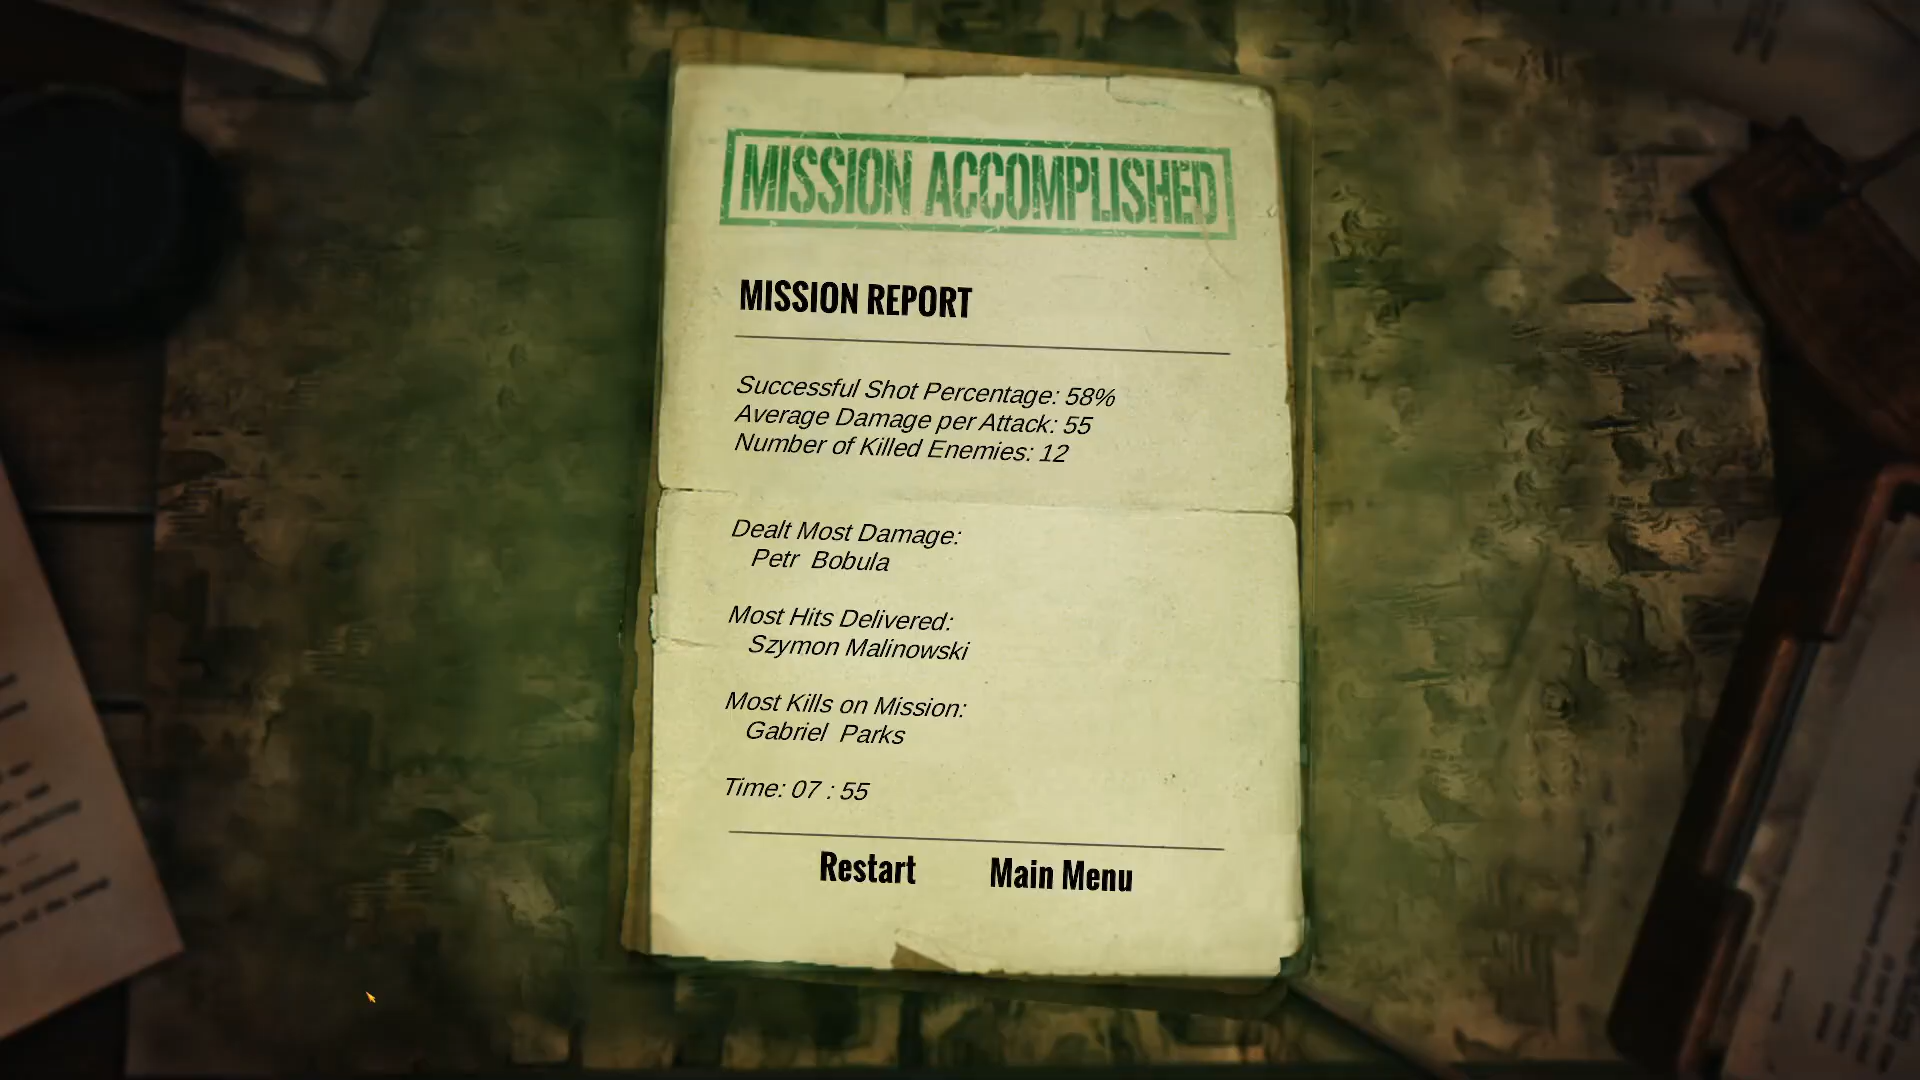 MISSION ACCOMPLISHED
MISSION REPORT
Successful Shot Percentage: 58%
Average Damage per Attack: 55
Number of Killed Enemies: 12
Dealt Most Damage:
Petr Bobula
Most Hits Delivered:
Szymon Malinowski
Most Kills on Mission:
Gabriel Parks
Time: 07 : 55
Restart Main Menu